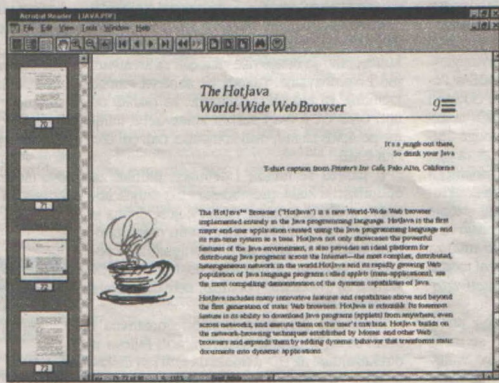 Acrobat Reader - [JAVA.PDF]
File Edit View Tools Window Help
70
71
72
73
The HotJava
World-Wide Web Browser
9
It's a jungle out there,
So drink your Java
T-shirt caption from Printer's Inc Cafe, Palo Alto, California
The HotJava™ Browser ("HotJava") is a new World-Wide Web browser
implemented entirely in the Java programming language. HotJava is the first
major end-user application created using the Java programming language and
its run-time system as a base. HotJava not only showcases the powerful
features of the Java environment, it also provides an ideal platform for
distributing Java programs across the Internet—the most complex, distributed,
heterogeneous network in the world. HotJava and its rapidly growing Web
population of Java language programs called applets (mini-applications), are
the most compelling demonstration of the dynamic capabilities of Java.
HotJava includes many innovative features and capabilities above and beyond
the first generation of static Web browsers. HotJava is extensible. Its foremost
feature is its ability to download Java programs (applets) from anywhere, even
across networks, and execute them on the user's machine. HotJava builds on
the network-browsing techniques established by Mosaic and other Web
browsers and expands them by adding dynamic behavior that transforms static
documents into dynamic applications.